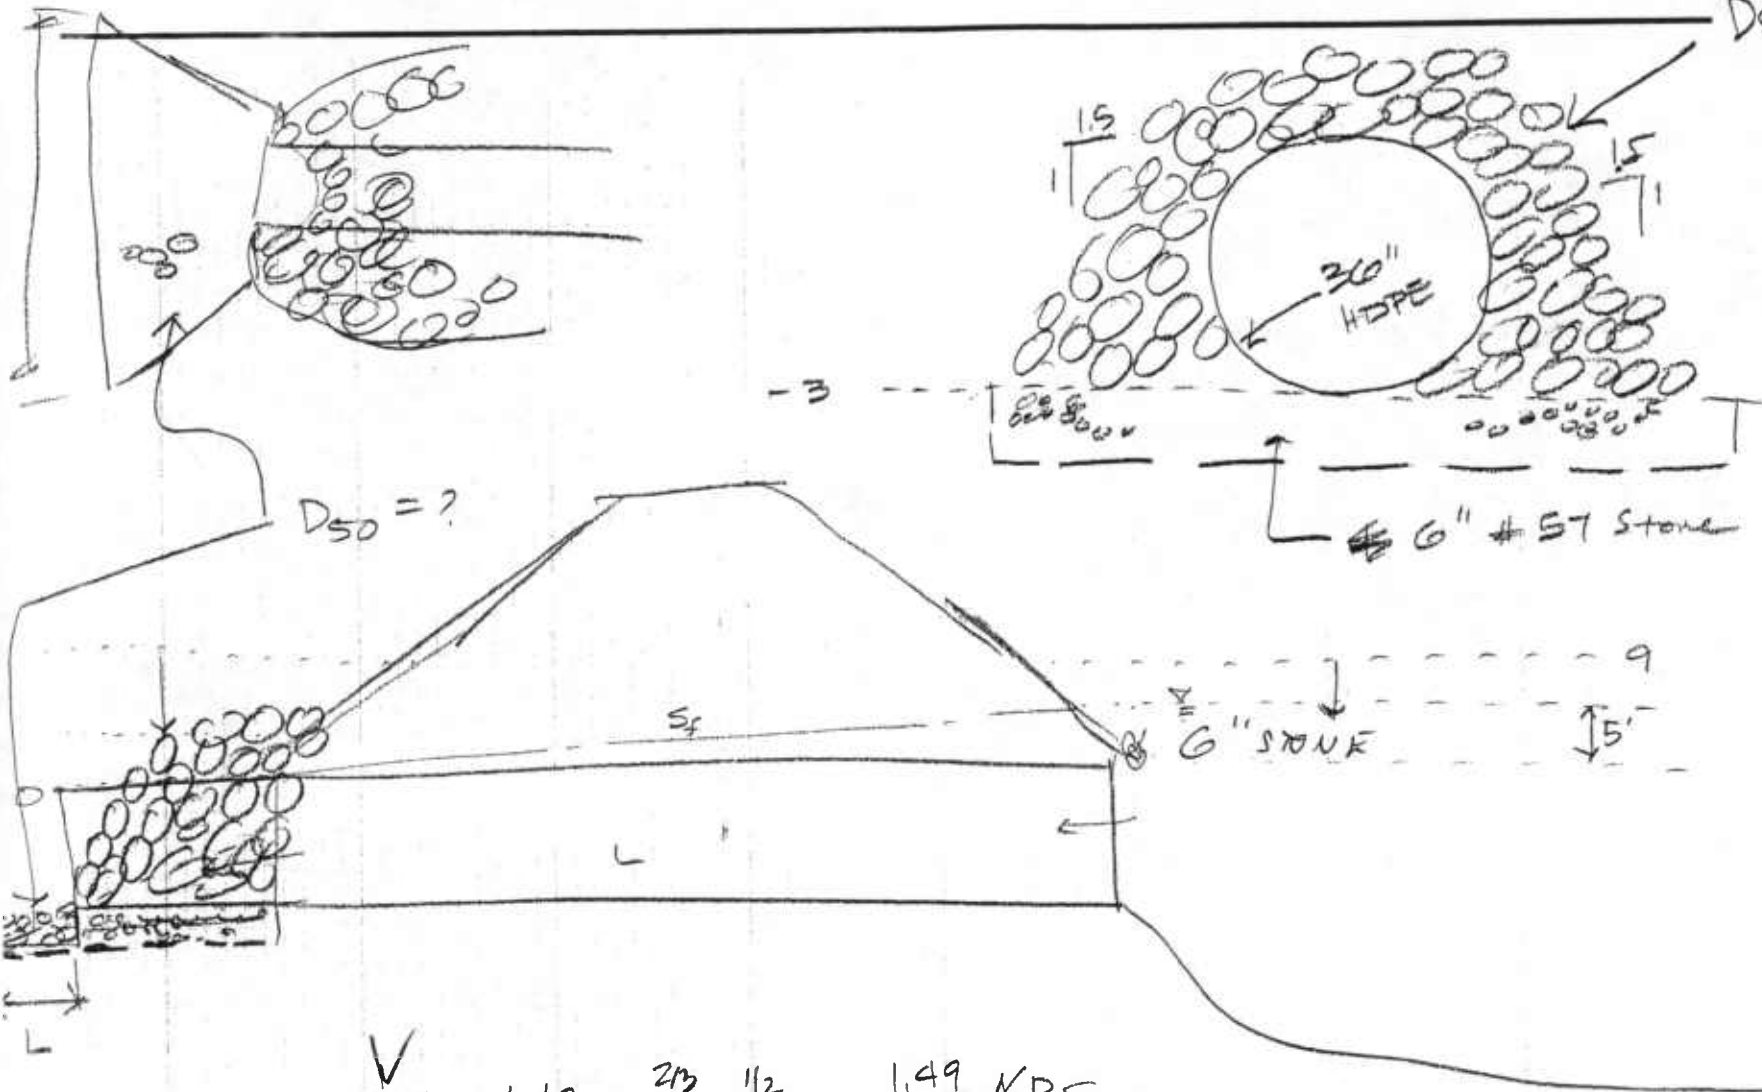 1.5
1
1.5
1
36"
HDPE
-3
D50 = ?
6" #57 Stone
9
Sf
6" STONE
5'
L
L
V
2/3 1/2 1.49